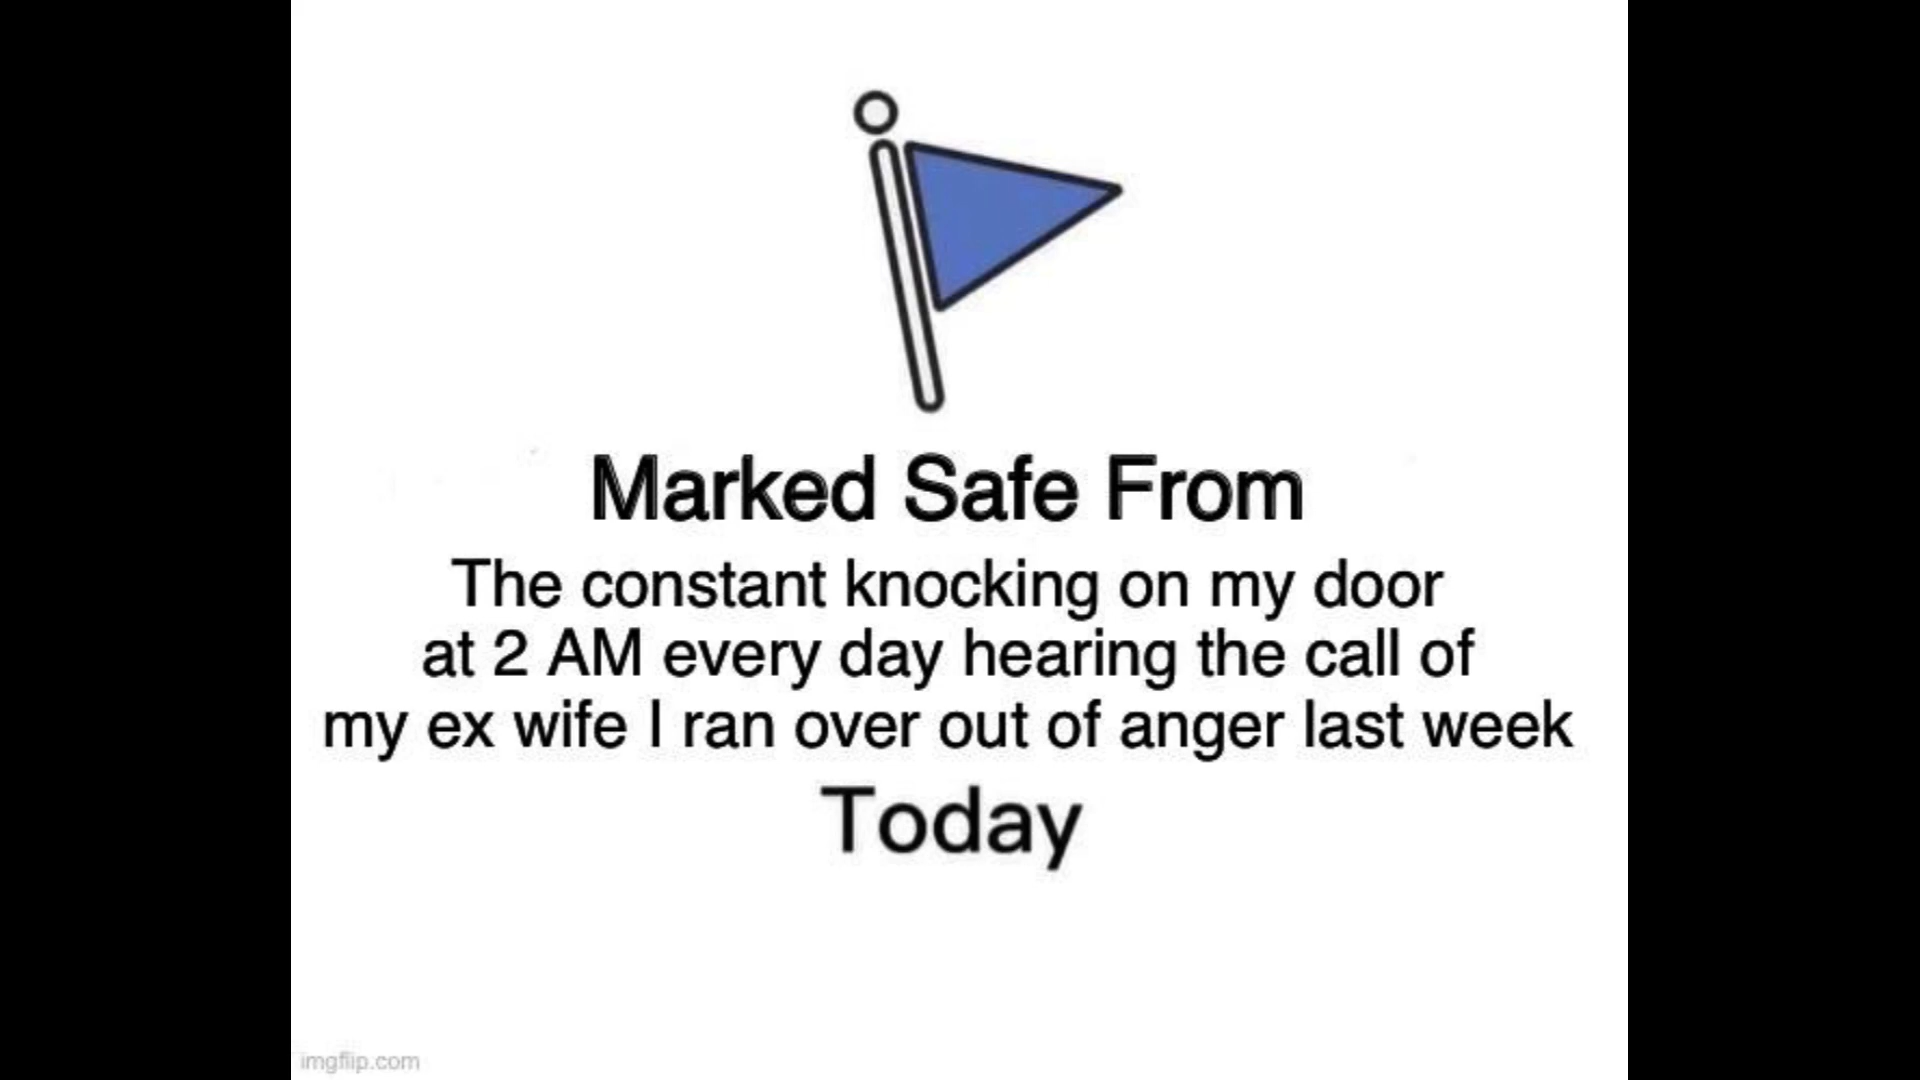 Marked Safe From
The constant knocking on my door
at 2 AM every day hearing the call of
my ex wife I ran over out of anger last week
Today
imgflip.com